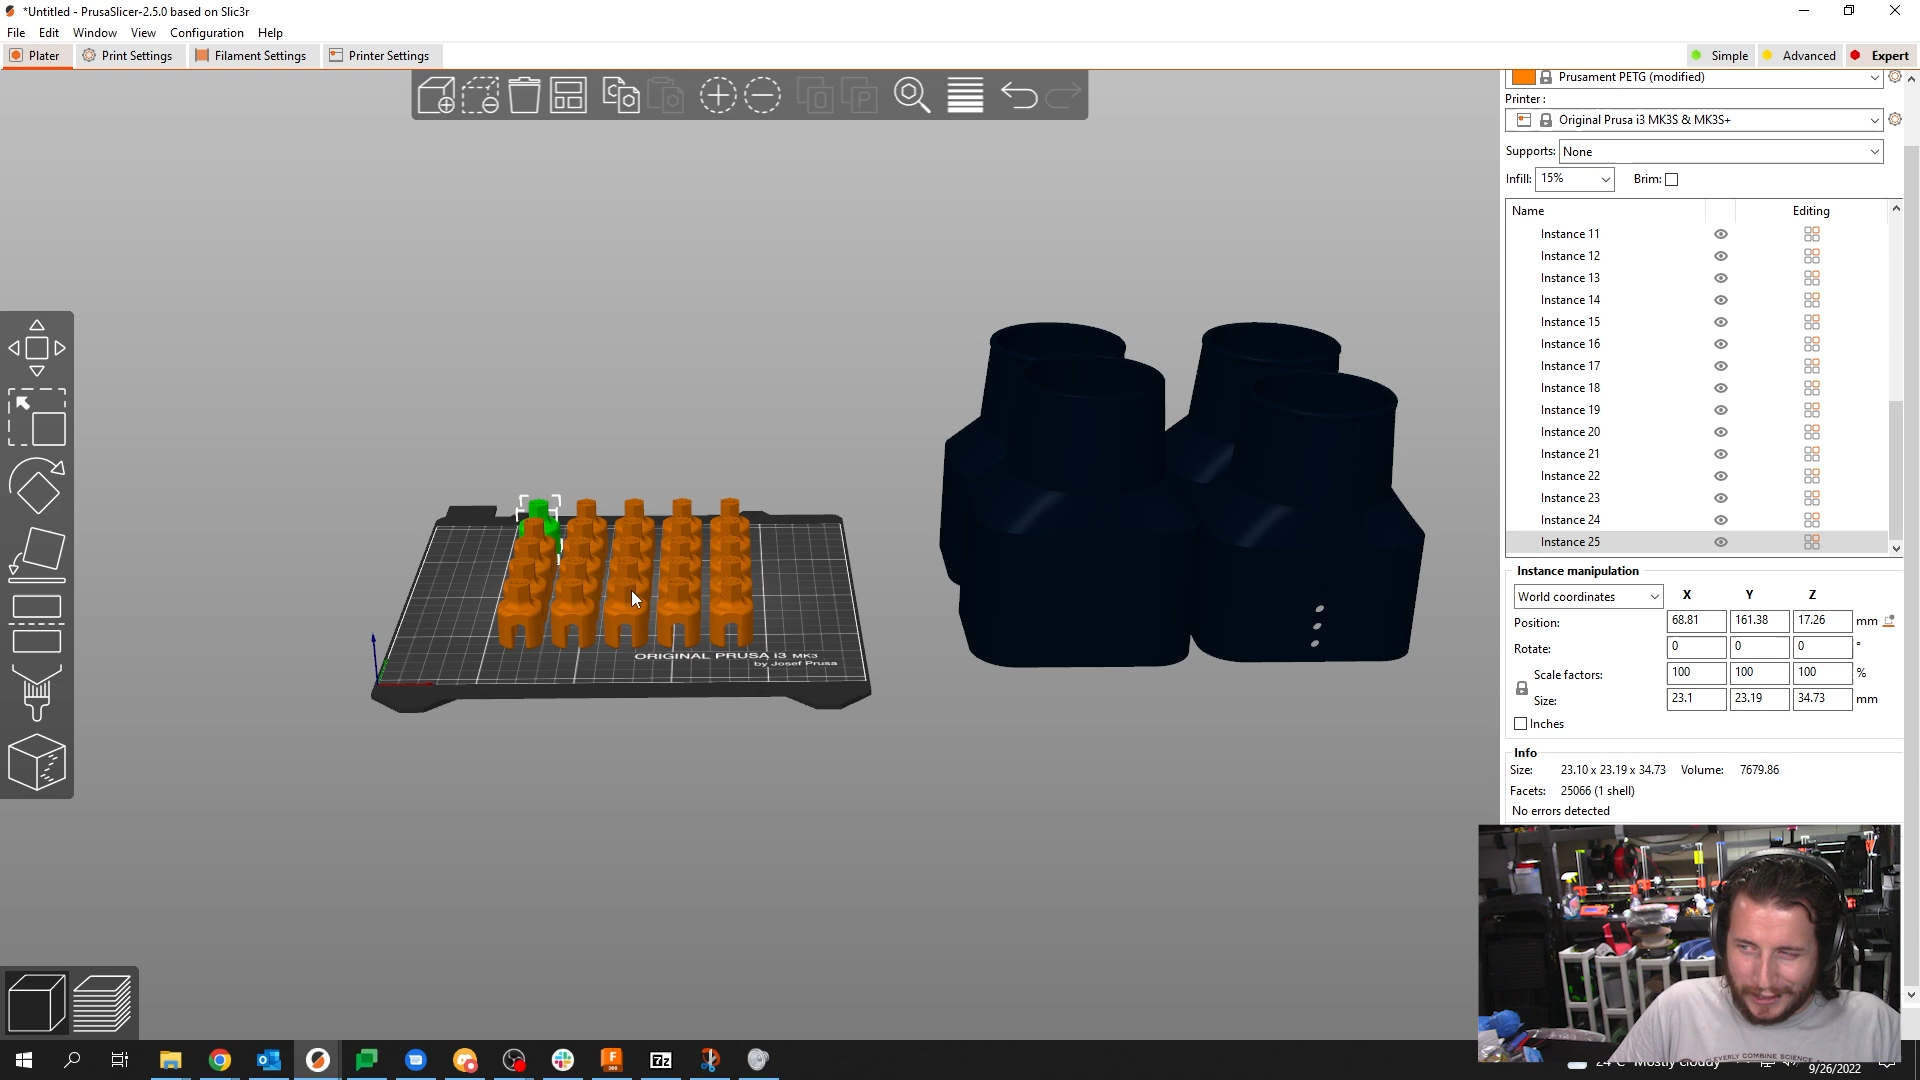 *Untitled - PrusaSlicer-2.5.0 based on Slic3r
File Edit Window View Configuration Help
Plater Print Settings Filament Settings Printer Settings Simple Advanced Expert
Prusament PETG (modified)
Printer :
Original Prusa i3 MK3S & MK3S+
Supports: None
Infill: 15% Brim:
Name Editing
Instance 11
Instance 12
Instance 13
Instance 14
Instance 15
Instance 16
Instance 17
Instance 18
Instance 19
Instance 20
Instance 21
Instance 22
Instance 23
Instance 24
Instance 25
Instance manipulation
World coordinates X Y Z
Position: 68.81 161.38 17.26 mm
Rotate: 0 0 0 °
Scale factors: 100 100 100 %
Size: 23.1 23.19 34.73 mm
Inches
Info
Size: 23.10 x 23.19 x 34.73 Volume: 7679.86
Facets: 25066 (1 shell)
No errors detected
ORIGINAL PRUSA i3 MK3
by Josef Prusa
EVERLY COMBINE SCIENCE
24°C Mostly cloudy
9/26/2022